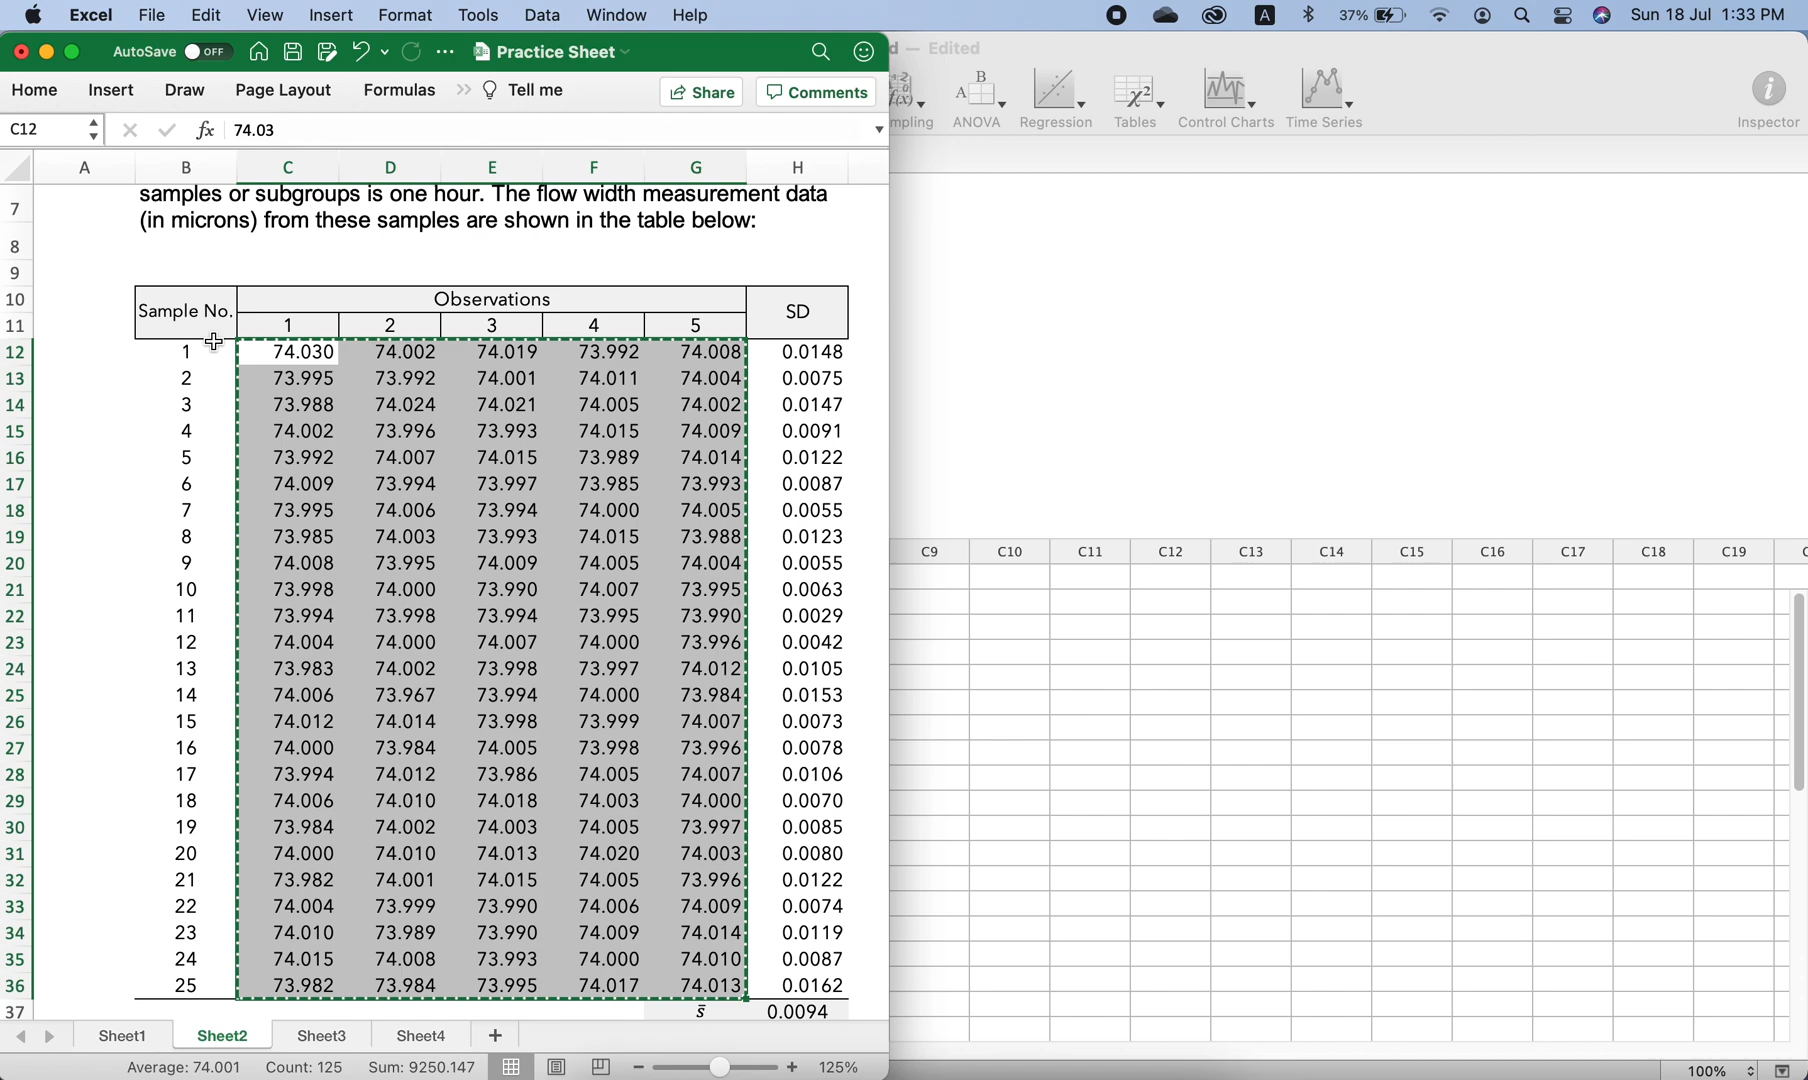 Excel File Edit View Insert Format Tools Data Window Help A 37% Sun 18 Jul 1:33 PM
AutoSave OFF ... Practice Sheet
d — Edited
Home Insert Draw Page Layout Formulas >> Tell me Share Comments
mpling ANOVA Regression Tables Control Charts Time Series Inspector
C12 fx 74.03
A B C D E F G H
7 samples or subgroups is one hour. The flow width measurement data
(in microns) from these samples are shown in the table below:
8
9
10 Sample No. Observations SD
11 1 2 3 4 5
12 1 74.030 74.002 74.019 73.992 74.008 0.0148
13 2 73.995 73.992 74.001 74.011 74.004 0.0075
14 3 73.988 74.024 74.021 74.005 74.002 0.0147
15 4 74.002 73.996 73.993 74.015 74.009 0.0091
16 5 73.992 74.007 74.015 73.989 74.014 0.0122
17 6 74.009 73.994 73.997 73.985 73.993 0.0087
18 7 73.995 74.006 73.994 74.000 74.005 0.0055
19 8 73.985 74.003 73.993 74.015 73.988 0.0123
20 9 74.008 73.995 74.009 74.005 74.004 0.0055
21 10 73.998 74.000 73.990 74.007 73.995 0.0063
22 11 73.994 73.998 73.994 73.995 73.990 0.0029
23 12 74.004 74.000 74.007 74.000 73.996 0.0042
24 13 73.983 74.002 73.998 73.997 74.012 0.0105
25 14 74.006 73.967 73.994 74.000 73.984 0.0153
26 15 74.012 74.014 73.998 73.999 74.007 0.0073
27 16 74.000 73.984 74.005 73.998 73.996 0.0078
28 17 73.994 74.012 73.986 74.005 74.007 0.0106
29 18 74.006 74.010 74.018 74.003 74.000 0.0070
30 19 73.984 74.002 74.003 74.005 73.997 0.0085
31 20 74.000 74.010 74.013 74.020 74.003 0.0080
32 21 73.982 74.001 74.015 74.005 73.996 0.0122
33 22 74.004 73.999 73.990 74.006 74.009 0.0074
34 23 74.010 73.989 73.990 74.009 74.014 0.0119
35 24 74.015 74.008 73.993 74.000 74.010 0.0087
36 25 73.982 73.984 73.995 74.017 74.013 0.0162
37 s̄ 0.0094
C9 C10 C11 C12 C13 C14 C15 C16 C17 C18 C19 C
Sheet1 Sheet2 Sheet3 Sheet4 +
Average: 74.001 Count: 125 Sum: 9250.147 − + 125%
100%